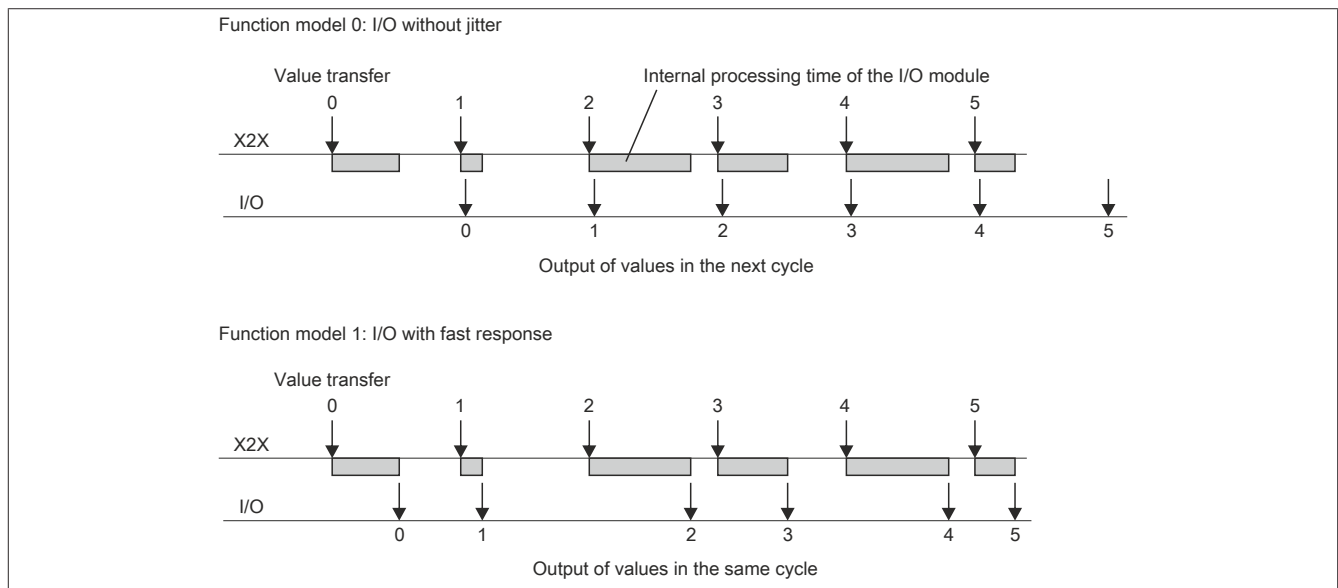 Function model 0: I/O without jitter
Value transfer
Internal processing time of the I/O module
0 1 2 3 4 5
X2X
I/O
0 1 2 3 4 5
Output of values in the next cycle
Function model 1: I/O with fast response
Value transfer
0 1 2 3 4 5
X2X
I/O
0 1 2 3 4 5
Output of values in the same cycle